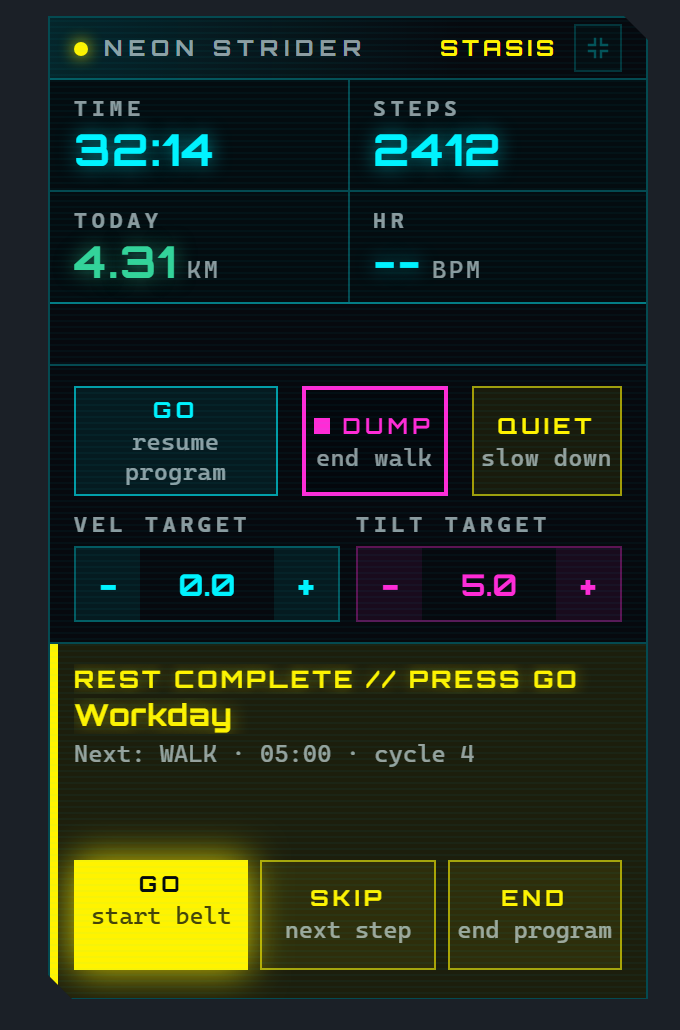 NEON STRIDER STASIS
TIME STEPS
32:14 2412
TODAY HR
4.31 KM -- BPM
GO
resume
program
DUMP
end walk
QUIET
slow down
VEL TARGET TILT TARGET
- 0.0 + - 5.0 +
REST COMPLETE // PRESS GO
Workday
Next: WALK · 05:00 · cycle 4
GO
start belt
SKIP
next step
END
end program